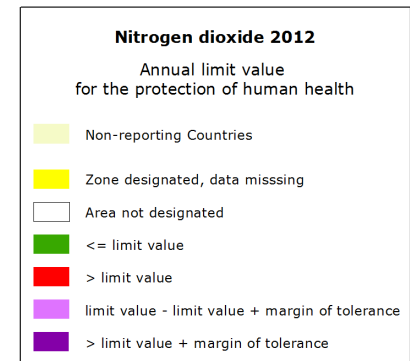 Nitrogen dioxide 2012
Annual limit value
for the protection of human health
Non-reporting Countries
Zone designated, data misssing
Area not designated
<= limit value
> limit value
limit value - limit value + margin of tolerance
> limit value + margin of tolerance